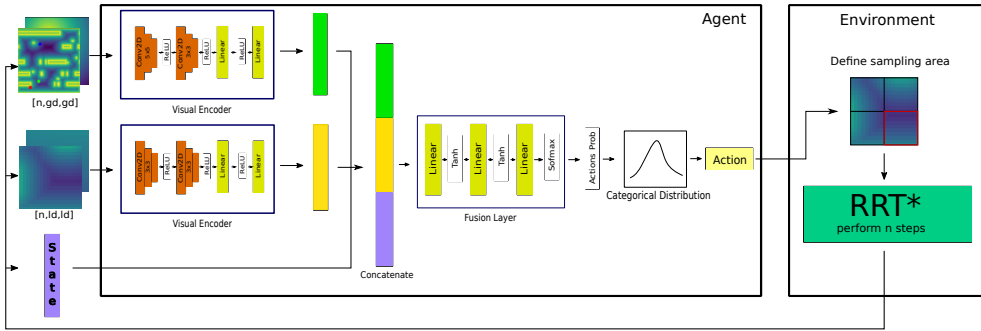 Agent
Environment
[n,gd,gd]
Conv2D
5x6
ReLU
Conv2D
3x3
ReLU
Linear
ReLU
Linear
Visual Encoder
[n,ld,ld]
Conv2D
3x3
ReLU
Conv2D
3x3
ReLU
Linear
ReLU
Linear
Visual Encoder
State
Concatenate
Linear
Tanh
Linear
Tanh
Linear
Sofmax
Fusion Layer
Actions Prob
Categorical Distribution
Action
Define sampling area
RRT*
perform n steps